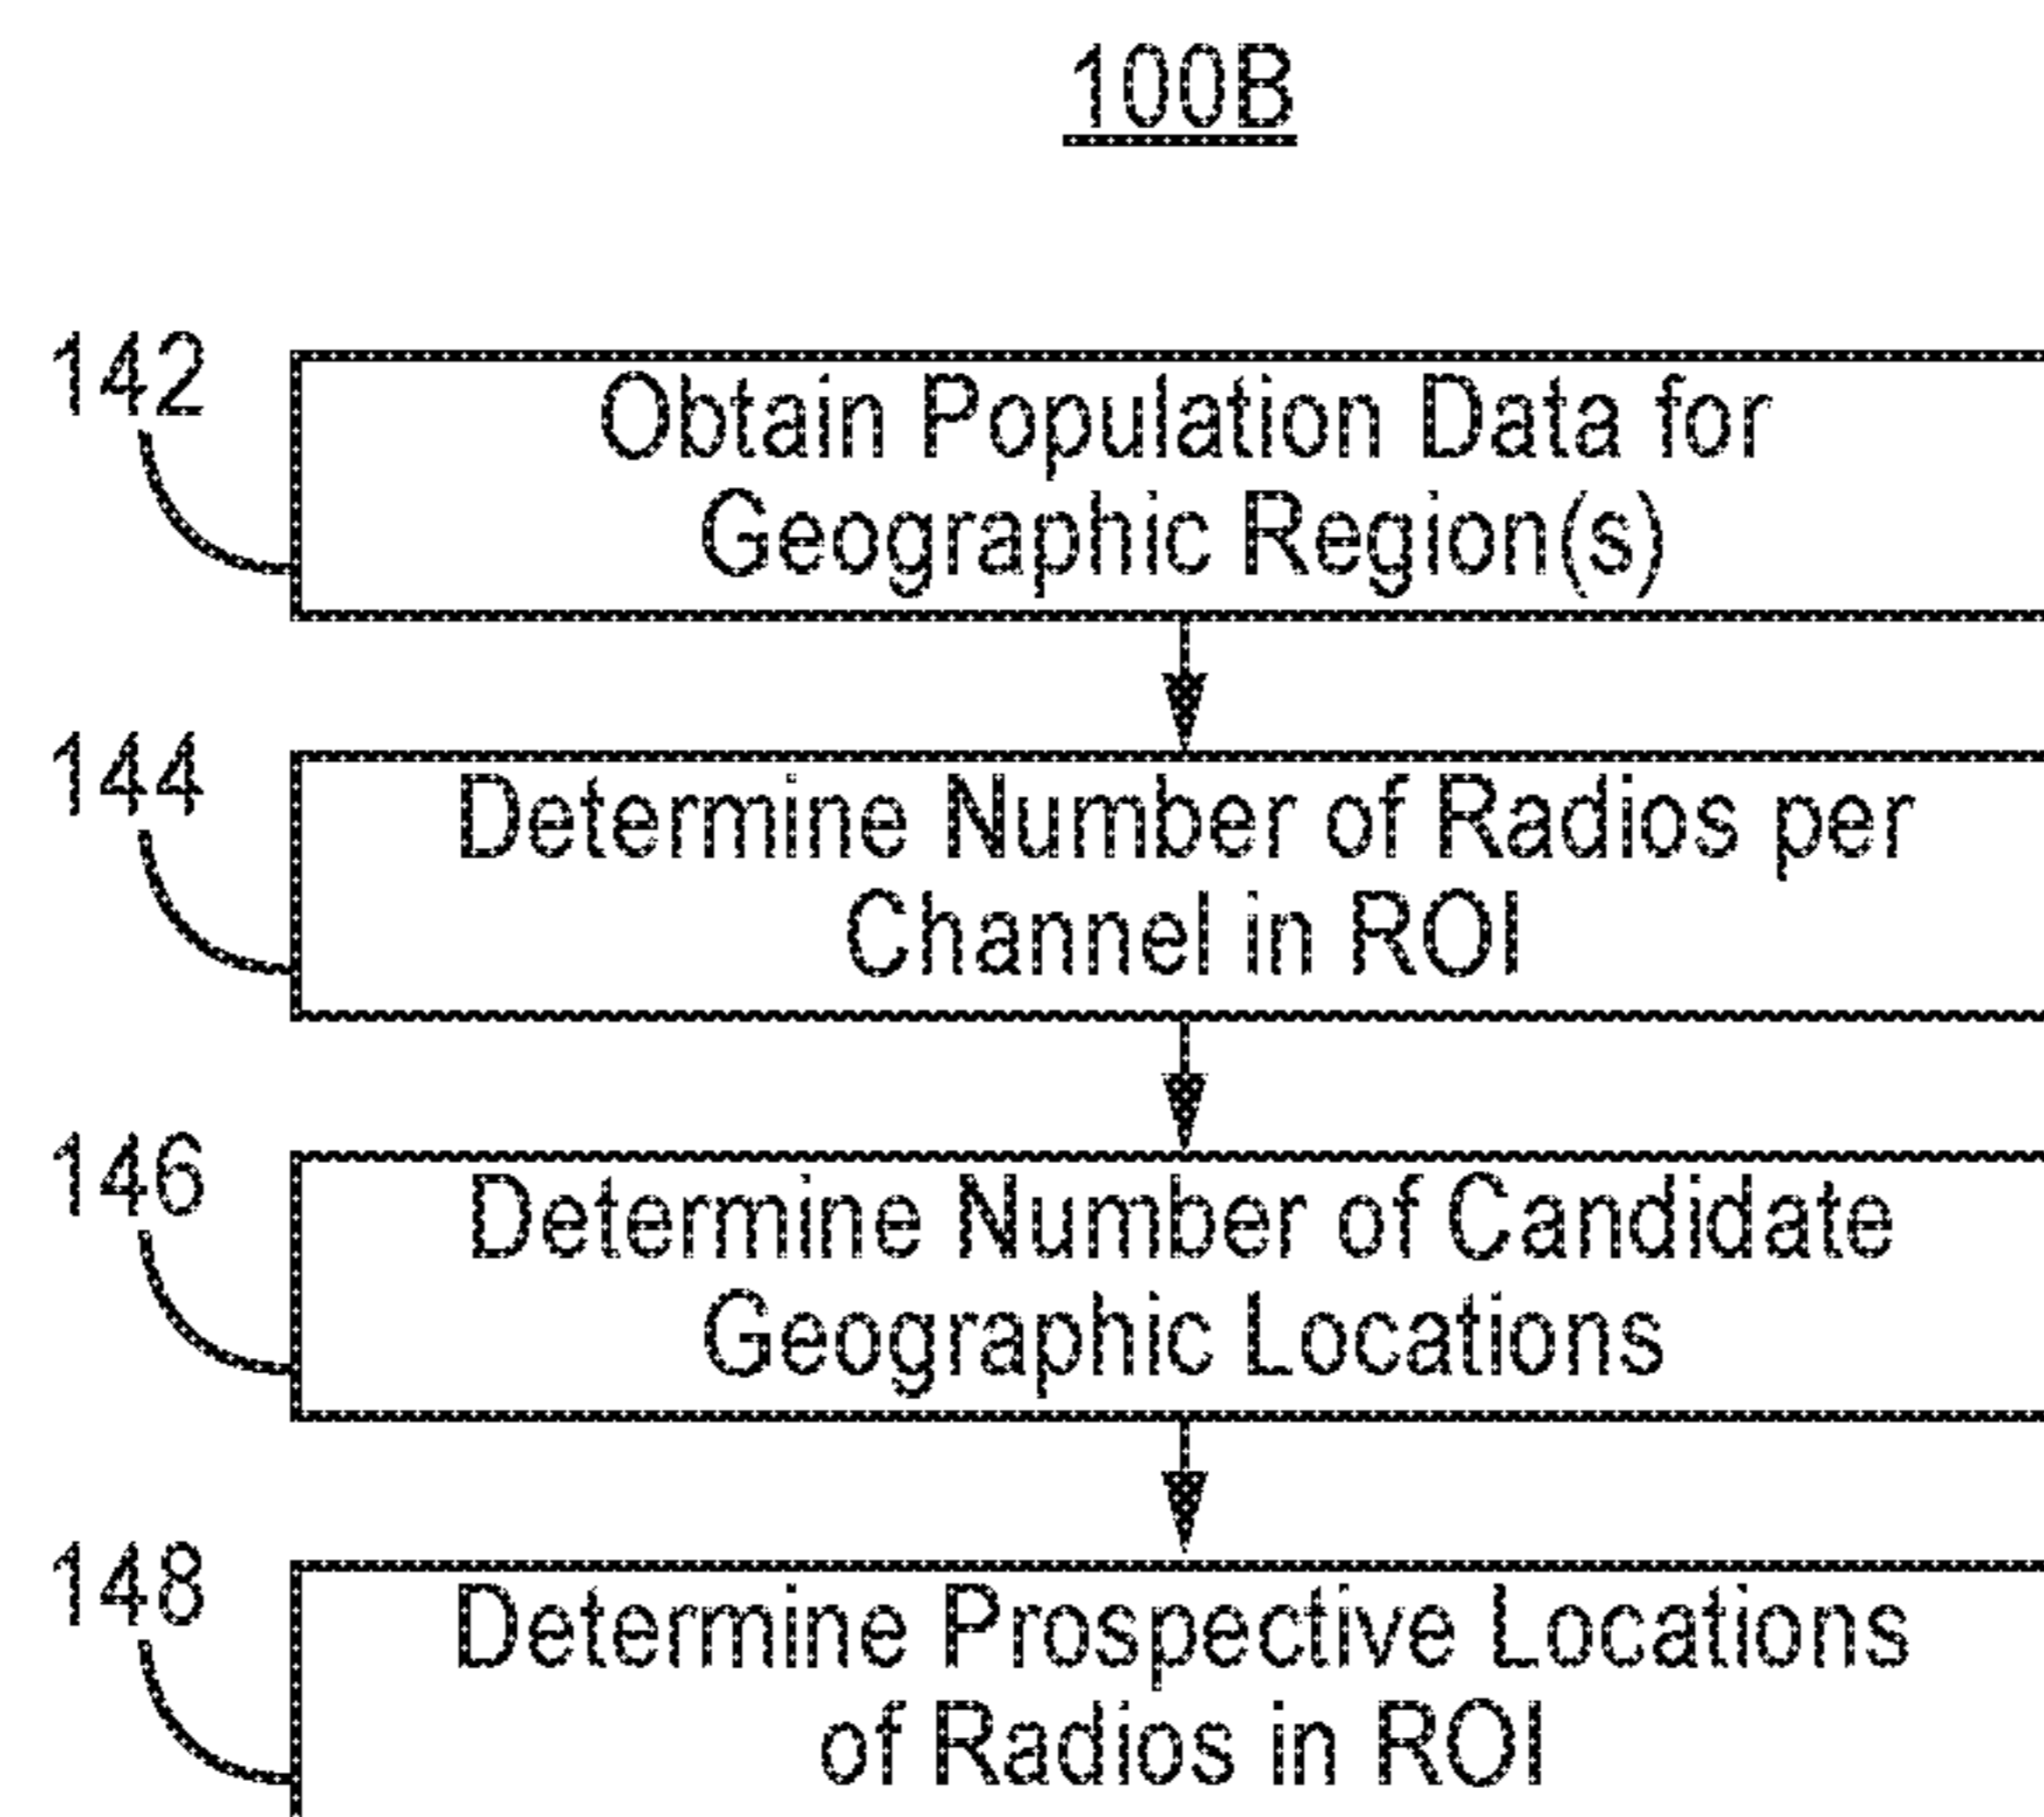 100B
142
Obtain Population Data for
Geographic Region(s)
144
Determine Number of Radios per
Channel in ROI
146
Determine Number of Candidate
Geographic Locations
148
Determine Prospective Locations
of Radios in ROI